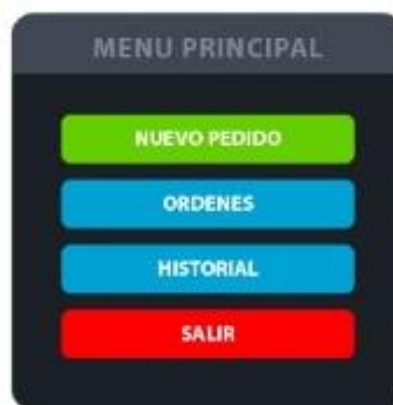 MENU PRINCIPAL
NUEVO PEDIDO
ORDENES
HISTORIAL
SALIR